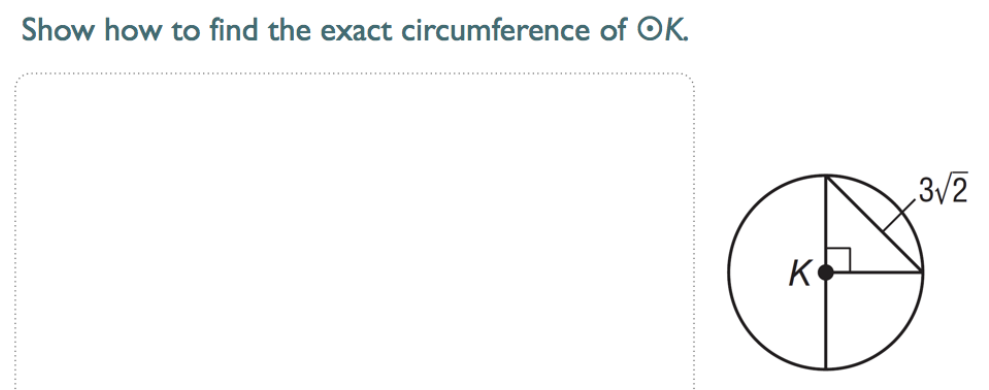 Show how to find the exact circumference of ⊙K.
3√2
K